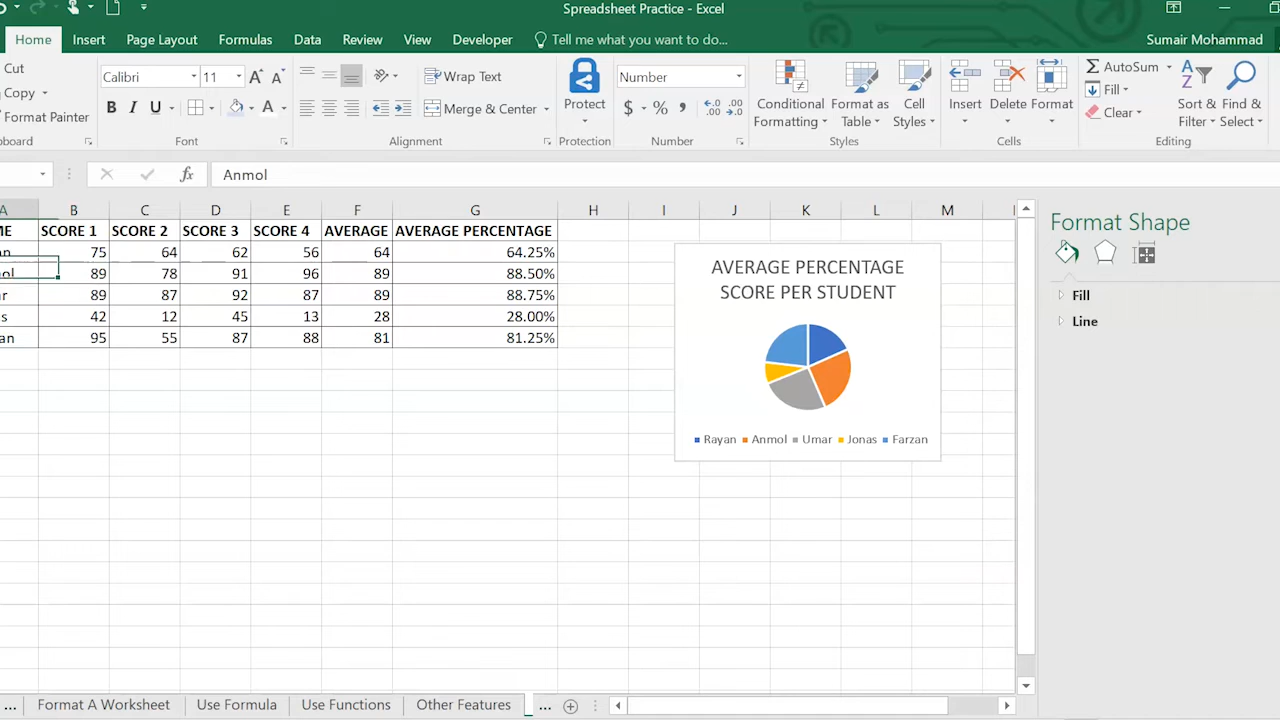 Spreadsheet Practice - Excel
Home Insert Page Layout Formulas Data Review View Developer Tell me what you want to do... Sumair Mohammad
Cut
Copy
Format Painter
Calibri 11
B I U A
Font
Wrap Text
Merge & Center
Alignment
Protect
Protection
Number
$ % ,
Number
Conditional Formatting
Format as Table
Cell Styles
Styles
Insert Delete Format
Cells
AutoSum
Fill
Clear
Sort & Filter
Find & Select
Editing
fx Anmol
A B C D E F G H I J K L M
SCORE 1 SCORE 2 SCORE 3 SCORE 4 AVERAGE AVERAGE PERCENTAGE
75 64 62 56 64 64.25%
89 78 91 96 89 88.50%
89 87 92 87 89 88.75%
42 12 45 13 28 28.00%
95 55 87 88 81 81.25%
AVERAGE PERCENTAGE
SCORE PER STUDENT
Rayan Anmol Umar Jonas Farzan
Format Shape
Fill
Line
... Format A Worksheet Use Formula Use Functions Other Features ...